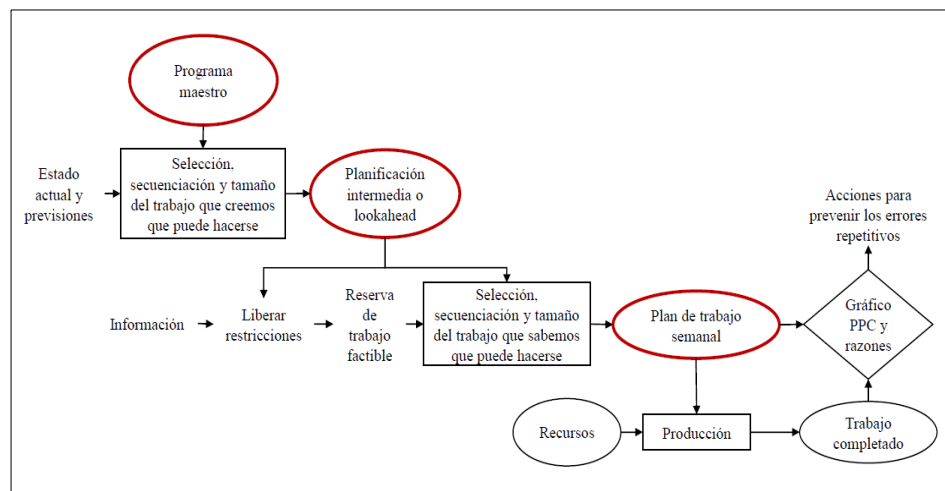 Programa
maestro
Estado
actual y
previsiones
Selección,
secuenciación y tamaño
del trabajo que creemos
que puede hacerse
Planificación
intermedia o
lookahead
Acciones para
prevenir los errores
repetitivos
Información
Liberar
restricciones
Reserva
de
trabajo
factible
Selección,
secuenciación y tamaño
del trabajo que sabemos
que puede hacerse
Plan de trabajo
semanal
Gráfico
PPC y
razones
Recursos
Producción
Trabajo
completado